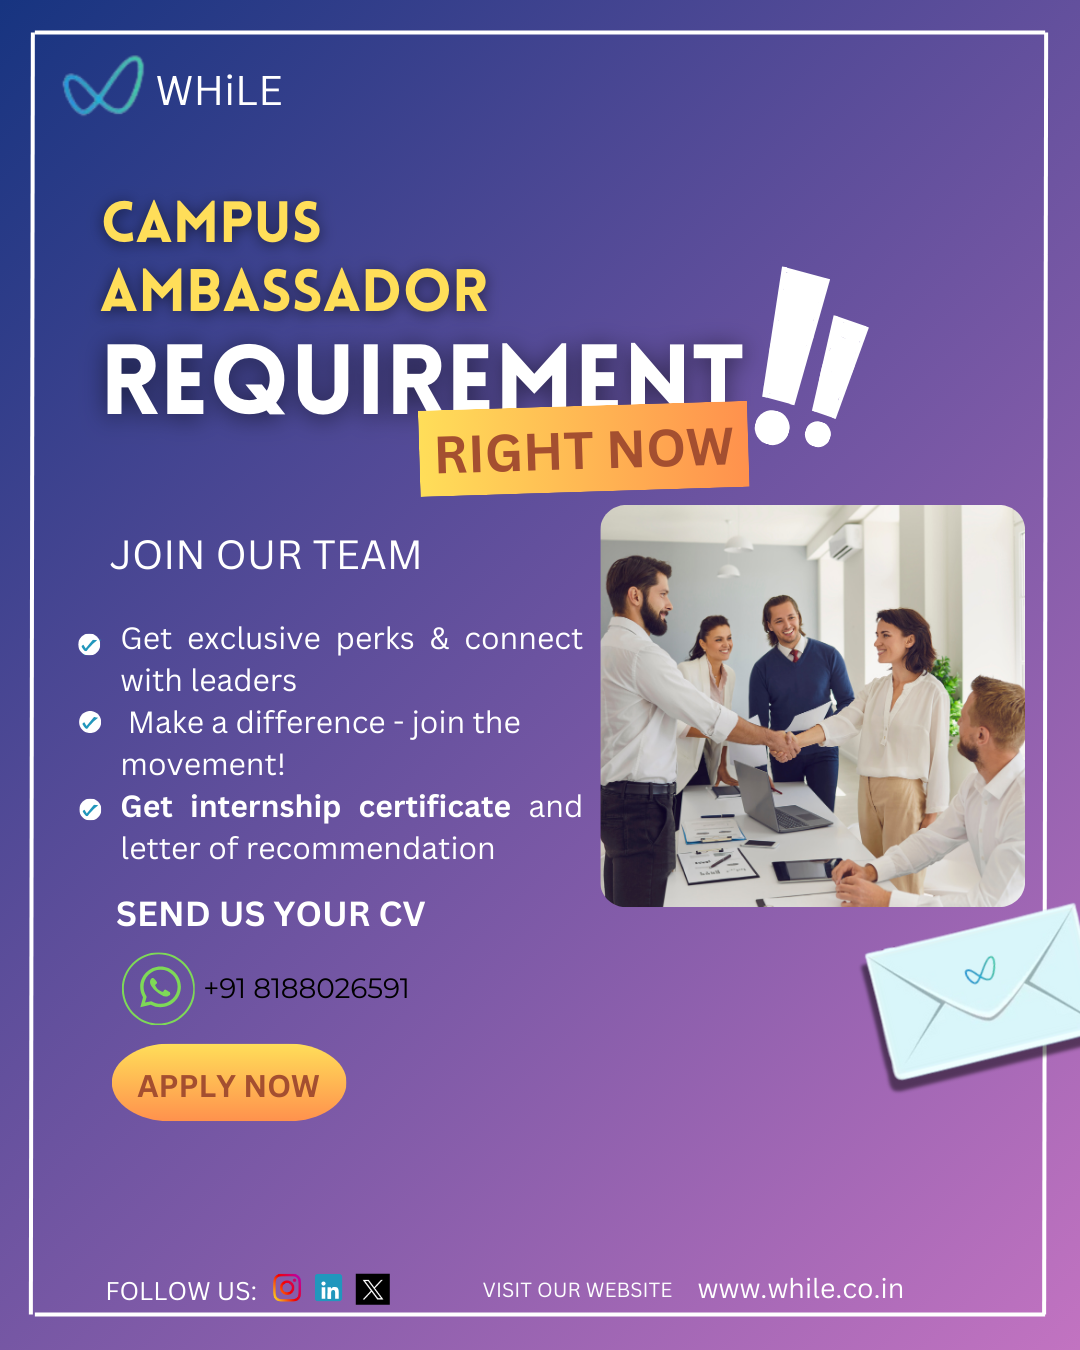 WHiLE
CAMPUS
AMBASSADOR
REQUIREMENT!!
RIGHT NOW
JOIN OUR TEAM
Get exclusive perks & connect
with leaders
Make a difference - join the
movement!
Get internship certificate and
letter of recommendation
SEND US YOUR CV
+91 8188026591
APPLY NOW
FOLLOW US: in X VISIT OUR WEBSITE www.while.co.in